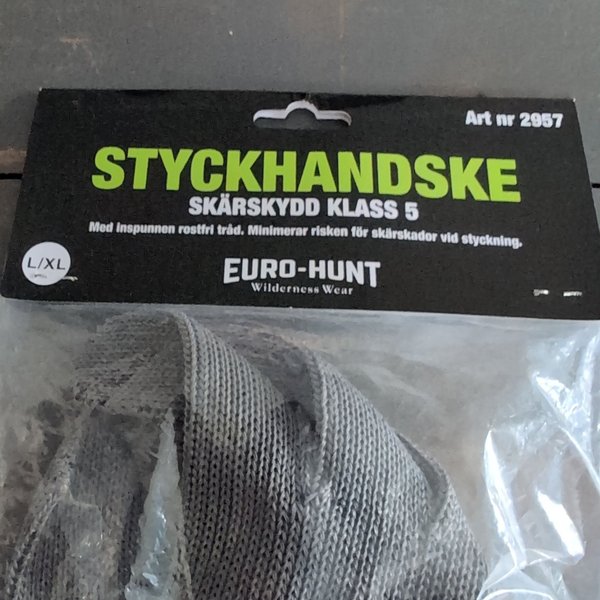 Art nr 2957
STYCKHANDSKE
SKÄRSKYDD KLASS 5
Med inspunnen rostfri tråd. Minimerar risken för skärskador vid styckning.
L/XL
EURO-HUNT
Wilderness Wear